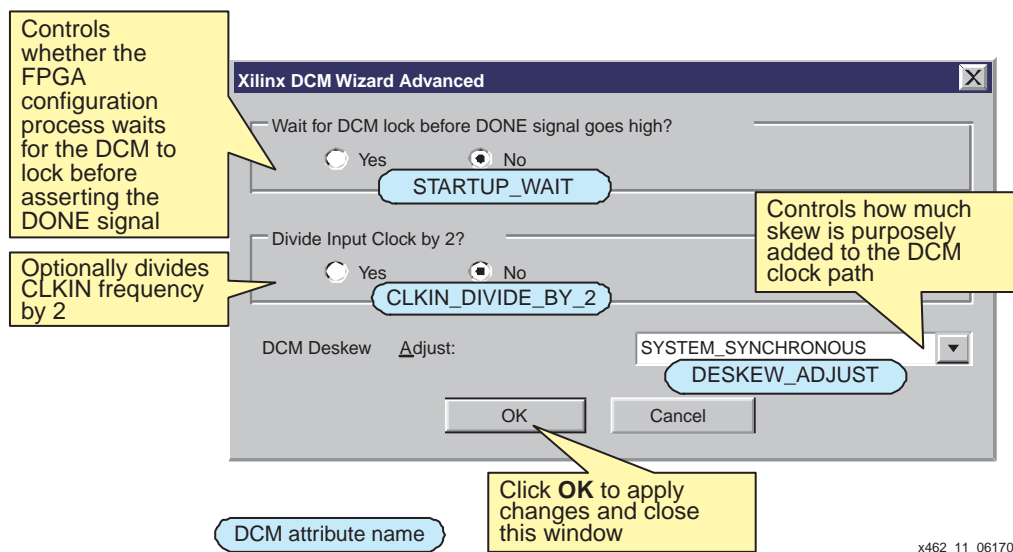 Controls
whether the
FPGA
configuration
process waits
for the DCM to
lock before
asserting the
DONE signal
Xilinx DCM Wizard Advanced
Wait for DCM lock before DONE signal goes high?
Yes No
STARTUP_WAIT
Controls how much
skew is purposely
added to the DCM
clock path
Divide Input Clock by 2?
Yes No
CLKIN_DIVIDE_BY_2
Optionally divides
CLKIN frequency
by 2
DCM Deskew Adjust:
SYSTEM_SYNCHRONOUS
DESKEW_ADJUST
OK Cancel
Click OK to apply
changes and close
this window
DCM attribute name
x462_11_06170